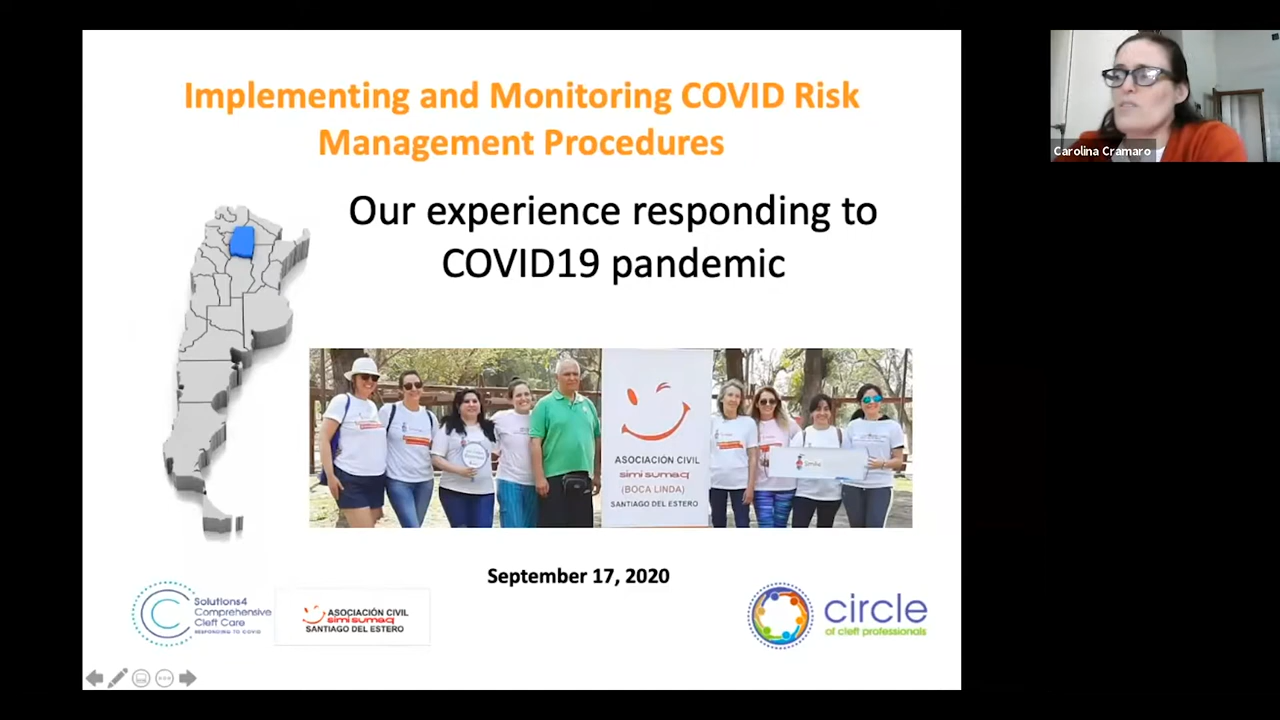 Implementing and Monitoring COVID Risk
Management Procedures
Our experience responding to
COVID19 pandemic
Carolina Cramaro
ASOCIACIÓN CIVIL
simi sumaq
(BOCA LINDA)
SANTIAGO DEL ESTERO
September 17, 2020
Solutions4
Comprehensive
Cleft Care
RESPONDING TO COVID
ASOCIACIÓN CIVIL
simi sumaq
SANTIAGO DEL ESTERO
circle
of cleft professionals